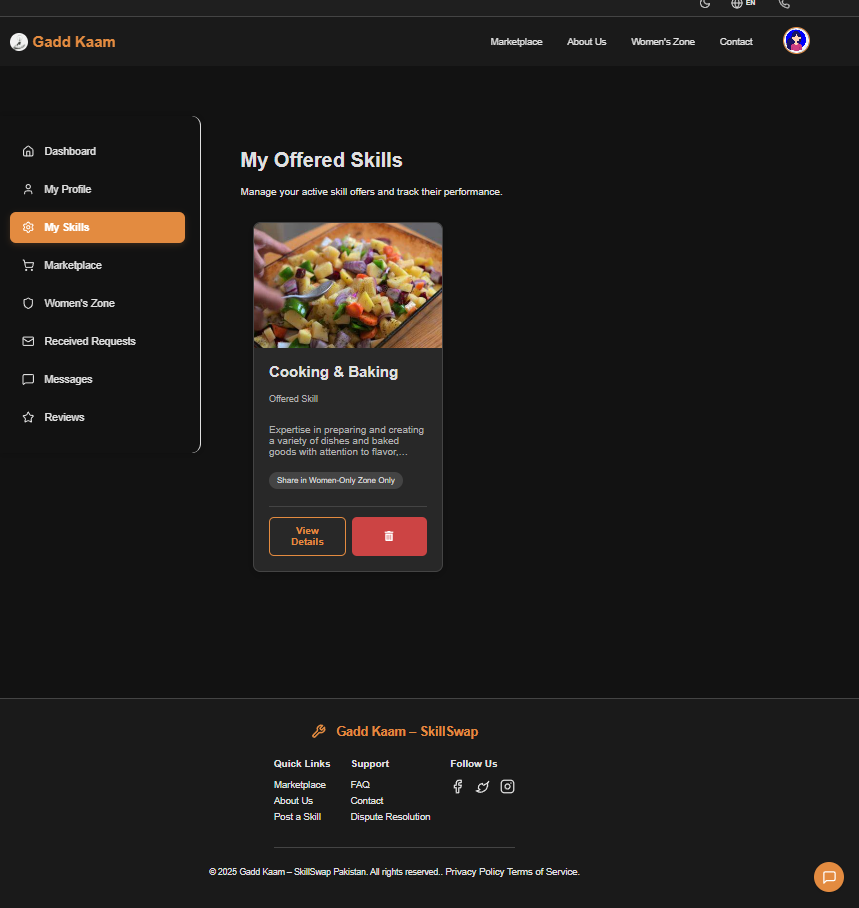 EN
Gadd Kaam
Marketplace
About Us
Women's Zone
Contact
Dashboard
My Profile
My Skills
Marketplace
Women's Zone
Received Requests
Messages
Reviews
My Offered Skills
Manage your active skill offers and track their performance.
Cooking & Baking
Offered Skill
Expertise in preparing and creating
a variety of dishes and baked
goods with attention to flavor,...
Share in Women-Only Zone Only
View
Details
Gadd Kaam – SkillSwap
Quick Links
Marketplace
About Us
Post a Skill
Support
FAQ
Contact
Dispute Resolution
Follow Us
© 2025 Gadd Kaam – SkillSwap Pakistan. All rights reserved.. Privacy Policy Terms of Service.